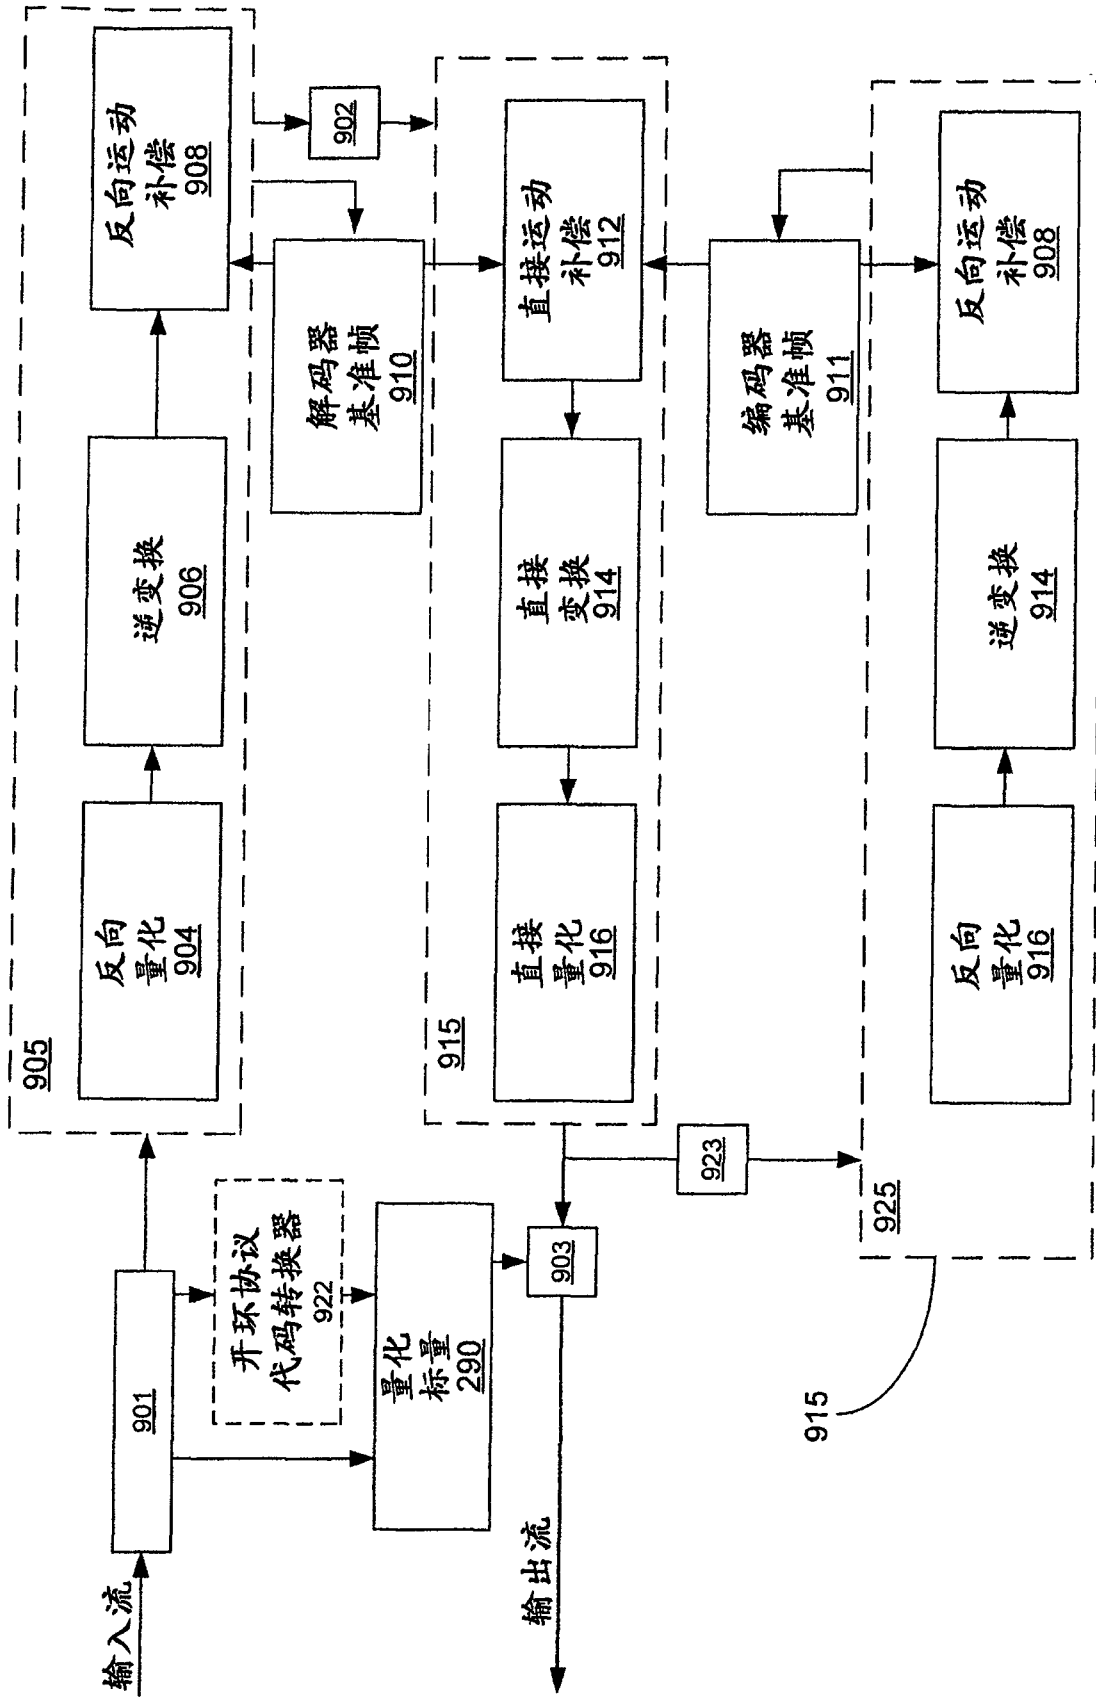 输入流
901
905
反向
量化
904
逆变换
906
反向运动
补偿
908
902
开环协议
代码转换器
922
量化
标量
290
解码器
基准帧
910
915
直接
量化
916
直接
变换
914
直接运动
补偿
912
903
输出流
923
编码器
基准帧
911
925
反向
量化
916
逆变换
914
反向运动
补偿
908
915